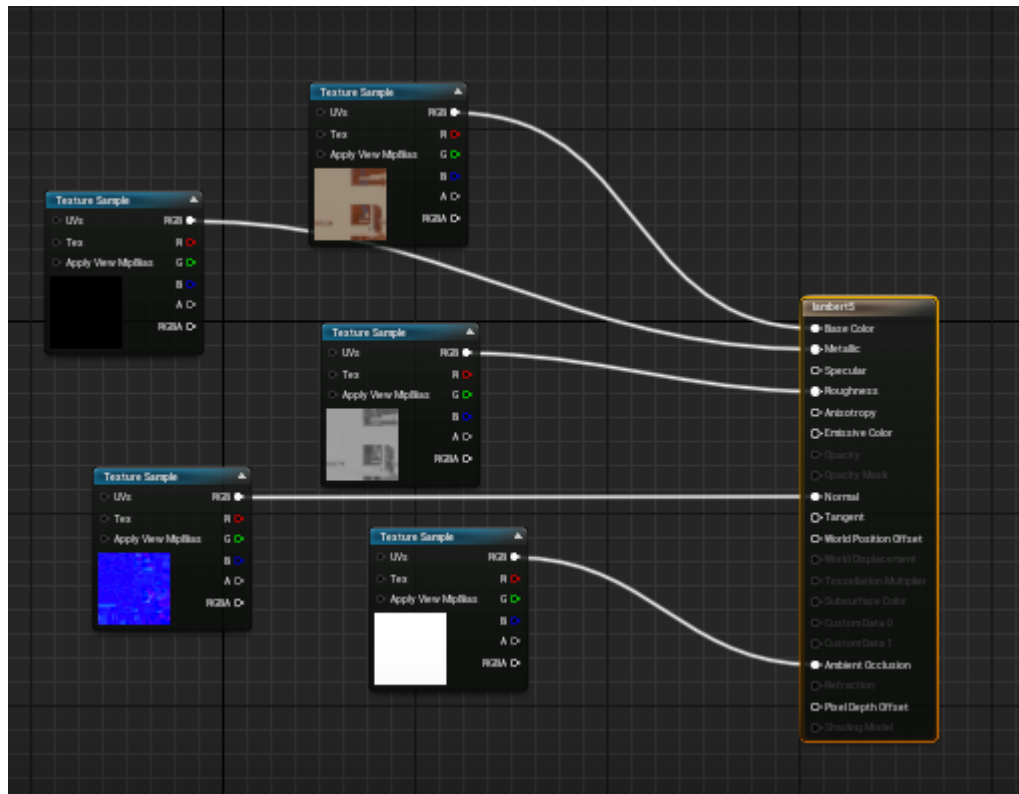 Texture Sample
UVs RGB
Tex R
Apply View MipBias G
B
A
RGBA
Texture Sample
UVs RGB
Tex R
Apply View MipBias G
B
A
RGBA
Texture Sample
UVs RGB
Tex R
Apply View MipBias G
B
A
RGBA
Texture Sample
UVs RGB
Tex R
Apply View MipBias G
B
A
RGBA
Texture Sample
UVs RGB
Tex R
Apply View MipBias G
B
A
RGBA
lambert5
Base Color
Metallic
Specular
Roughness
Anisotropy
Emissive Color
Opacity
Opacity Mask
Normal
Tangent
World Position Offset
World Displacement
Tessellation Multiplier
Subsurface Color
Custom Data 0
Custom Data 1
Ambient Occlusion
Refraction
Pixel Depth Offset
Shading Model